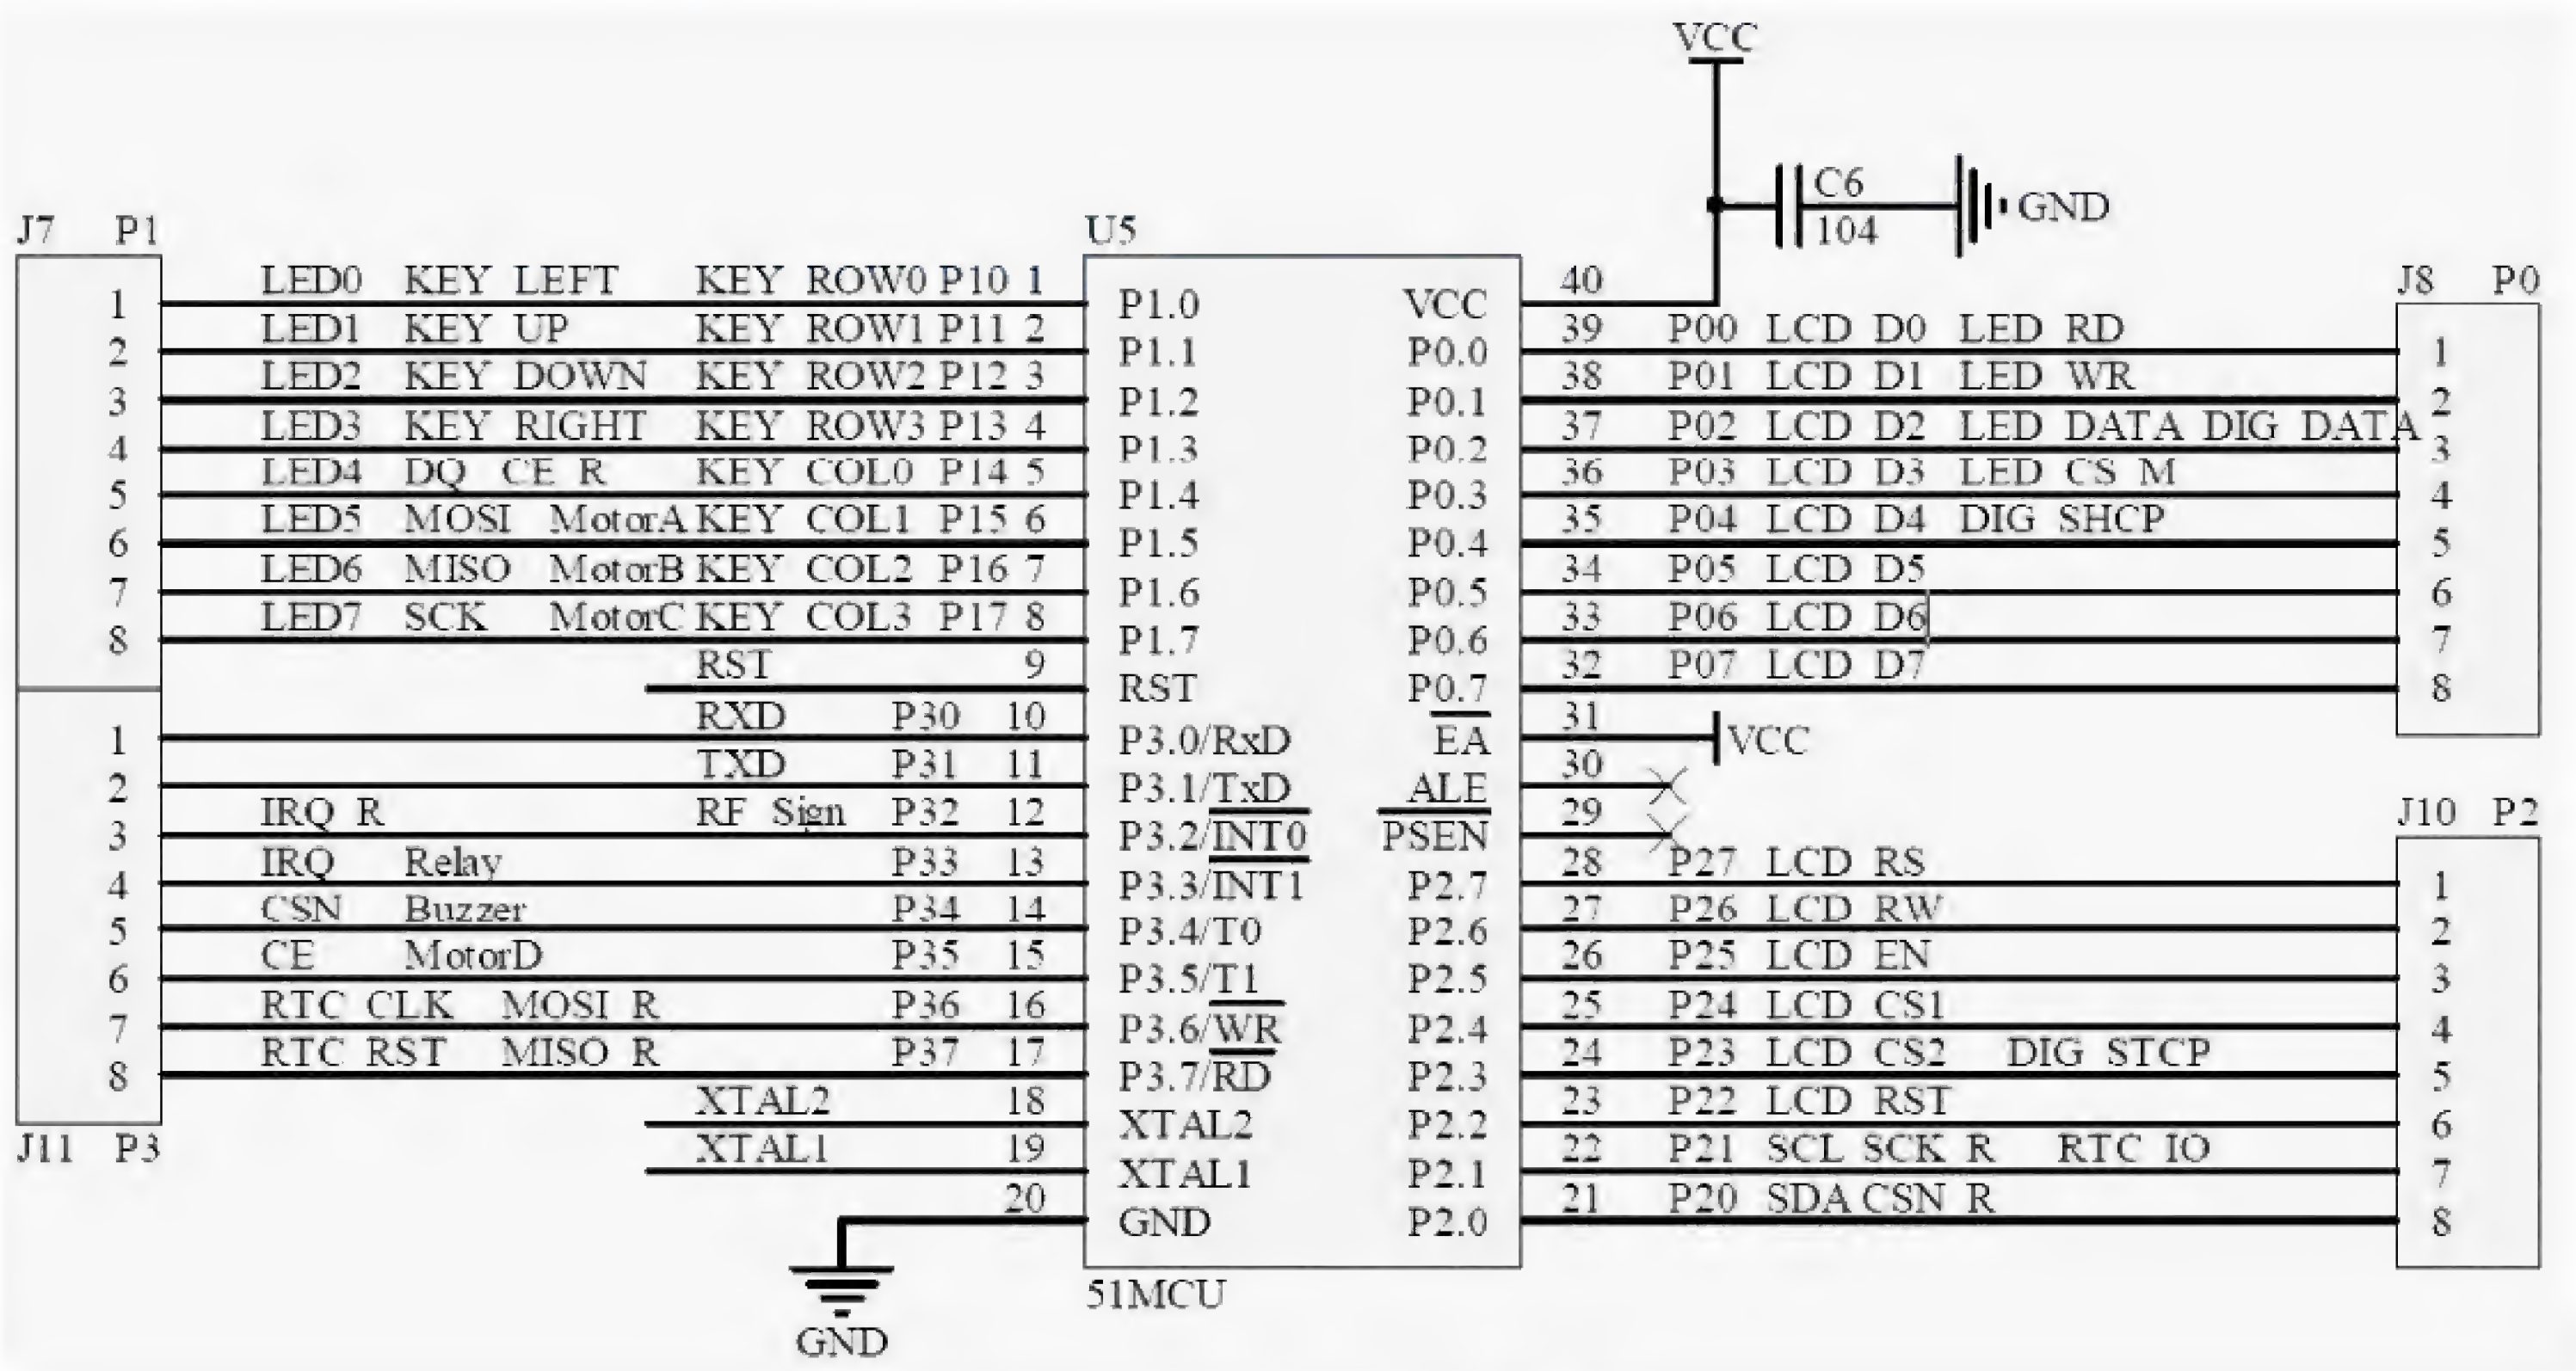 VCC
C6
104
GND
J7 P1
U5
J8 P0
1 LED0 KEY LEFT KEY ROW0 P10 1 P1.0
VCC 40
2 LED1 KEY UP KEY ROW1 P11 2 P1.1
P0.0 39 P00 LCD D0 LED RD 1
3 LED2 KEY DOWN KEY ROW2 P12 3 P1.2
P0.1 38 P01 LCD D1 LED WR 2
4 LED3 KEY RIGHT KEY ROW3 P13 4 P1.3
P0.2 37 P02 LCD D2 LED DATA DIG DATA 3
5 LED4 DQ CE R KEY COL0 P14 5 P1.4
P0.3 36 P03 LCD D3 LED CS M 4
6 LED5 MOSI MotorA KEY COL1 P15 6 P1.5
P0.4 35 P04 LCD D4 DIG SHCP 5
7 LED6 MISO MotorB KEY COL2 P16 7 P1.6
P0.5 34 P05 LCD D5 6
8 LED7 SCK MotorC KEY COL3 P17 8 P1.7
P0.6 33 P06 LCD D6 7
RST 9 RST
P0.7 32 P07 LCD D7 8
1 RXD P30 10 P3.0/RxD
EA 31 VCC
2 TXD P31 11 P3.1/TxD
ALE 30
J10 P2
3 IRQ R RF Sign P32 12 P3.2/INT0
PSEN 29
4 IRQ Relay P33 13 P3.3/INT1
P2.7 28 P27 LCD RS 1
5 CSN Buzzer P34 14 P3.4/T0
P2.6 27 P26 LCD RW 2
6 CE MotorD P35 15 P3.5/T1
P2.5 26 P25 LCD EN 3
7 RTC CLK MOSI R P36 16 P3.6/WR
P2.4 25 P24 LCD CS1 4
8 RTC RST MISO R P37 17 P3.7/RD
P2.3 24 P23 LCD CS2 DIG STCP 5
J11 P3
XTAL2 18 XTAL2
P2.2 23 P22 LCD RST 6
XTAL1 19 XTAL1
P2.1 22 P21 SCL SCK R RTC IO 7
20 GND
P2.0 21 P20 SDA CSN R 8
51MCU
GND